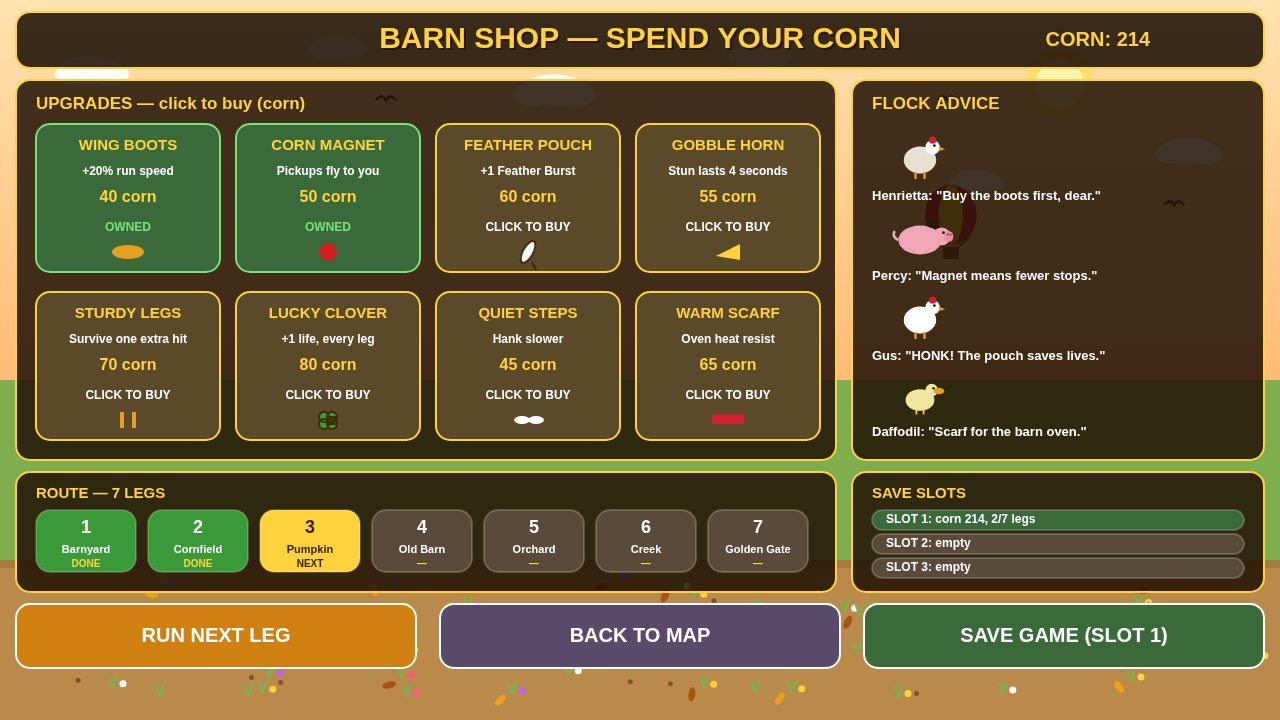 BARN SHOP — SPEND YOUR CORN
CORN: 214
UPGRADES — click to buy (corn)
WING BOOTS
+20% run speed
40 corn
OWNED
CORN MAGNET
Pickups fly to you
50 corn
OWNED
FEATHER POUCH
+1 Feather Burst
60 corn
CLICK TO BUY
GOBBLE HORN
Stun lasts 4 seconds
55 corn
CLICK TO BUY
STURDY LEGS
Survive one extra hit
70 corn
CLICK TO BUY
LUCKY CLOVER
+1 life, every leg
80 corn
CLICK TO BUY
QUIET STEPS
Hank slower
45 corn
CLICK TO BUY
WARM SCARF
Oven heat resist
65 corn
CLICK TO BUY
FLOCK ADVICE
Henrietta: "Buy the boots first, dear."
Percy: "Magnet means fewer stops."
Gus: "HONK! The pouch saves lives."
Daffodil: "Scarf for the barn oven."
ROUTE — 7 LEGS
1
Barnyard
DONE
2
Cornfield
DONE
3
Pumpkin
NEXT
4
Old Barn
—
5
Orchard
—
6
Creek
—
7
Golden Gate
—
SAVE SLOTS
SLOT 1: corn 214, 2/7 legs
SLOT 2: empty
SLOT 3: empty
RUN NEXT LEG
BACK TO MAP
SAVE GAME (SLOT 1)